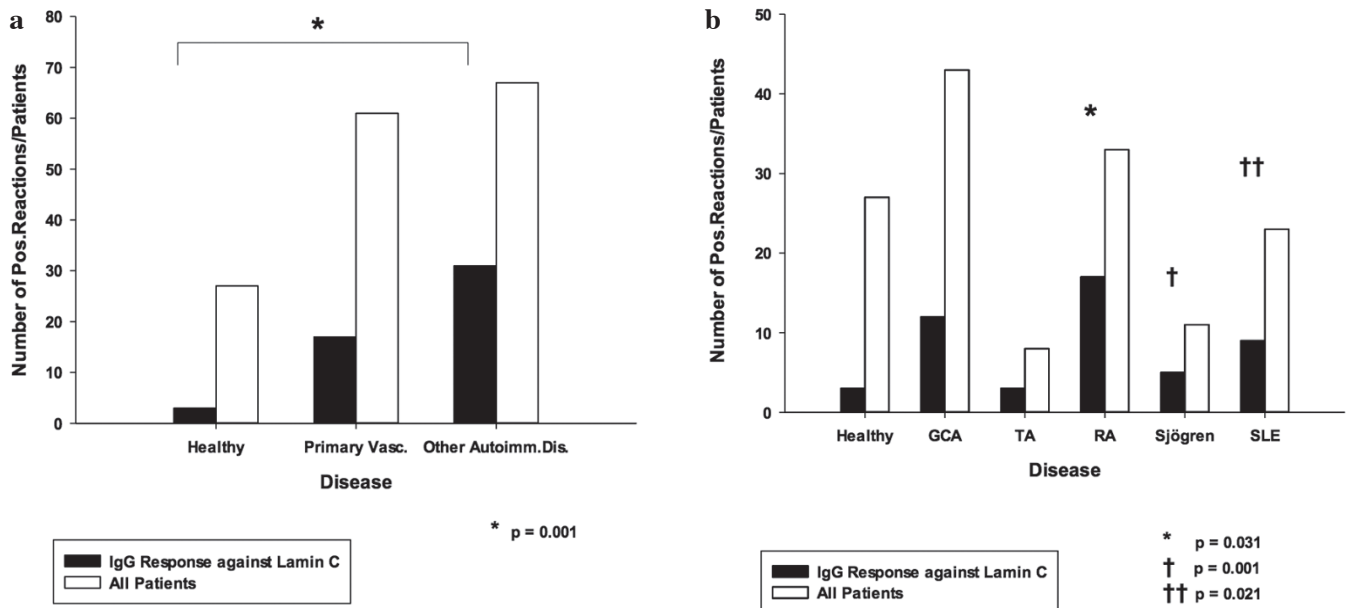 a
80
70
60
50
40
30
20
10
0
Number of Pos.Reactions/Patients
*
Healthy Primary Vasc. Other Autoimm.Dis.
Disease
* p = 0.001
IgG Response against Lamin C
All Patients
b
50
40
30
20
10
0
Number of Pos.Reactions/Patients
*
†
††
Healthy GCA TA RA Sjögren SLE
Disease
* p = 0.031
† p = 0.001
†† p = 0.021
IgG Response against Lamin C
All Patients